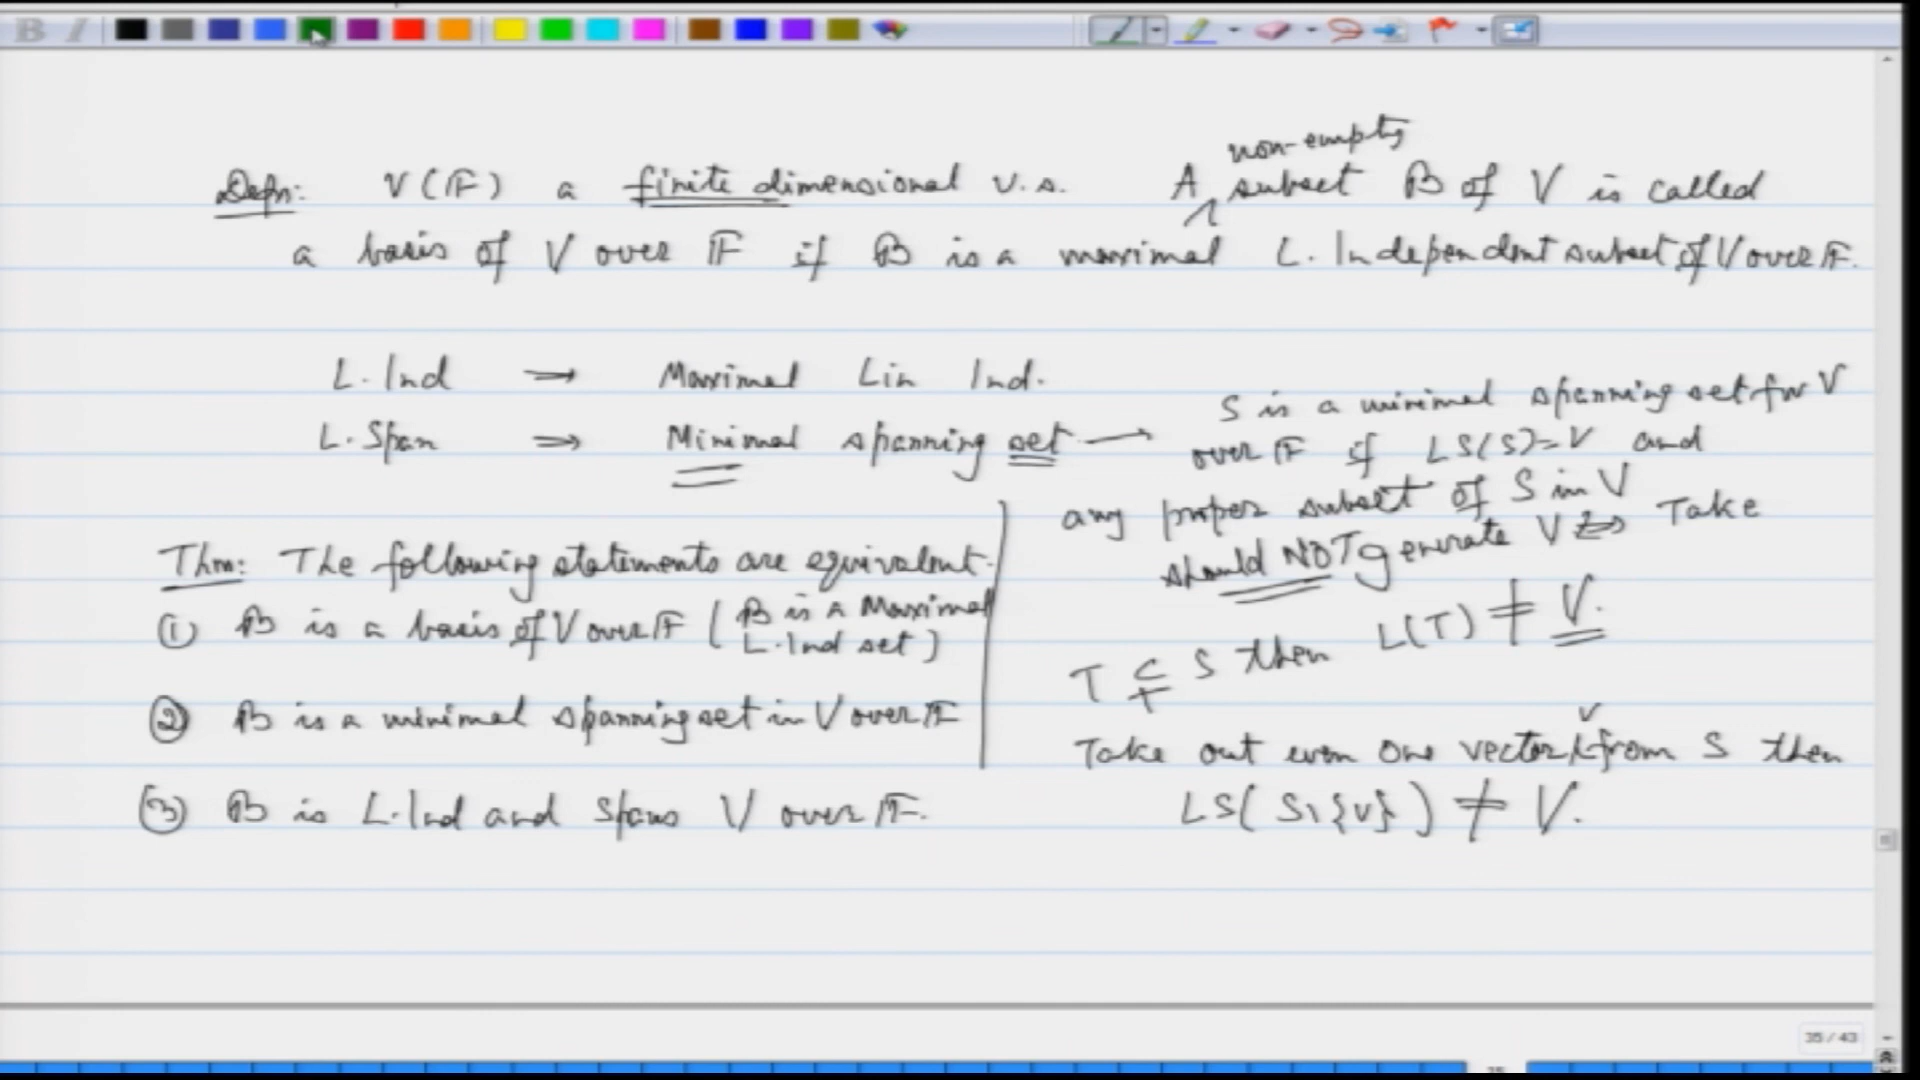 Defn: V(F) a finite dimensional v.s. A non-empty subset B of V is called
a basis of V over F if B is a maximal L. Independent subset of V over F.
L. Ind → Maximal Lin Ind.
L. Span ⇒ Minimal spanning set →
S is a minimal spanning set for V
over F if LS(S)=V and
any proper subset of S in V
should NOT generate V ⇔ Take
T ⊊ S then L(T) ≠ V.
Take out even one vector v from S then
LS(S\{v}) ≠ V.
Thm: The following statements are equivalent.
① B is a basis of V over F (B is a Maximal
L. Ind set)
② B is a minimal spanning set in V over F
③ B is L. Ind and Spans V over F.
35 / 43